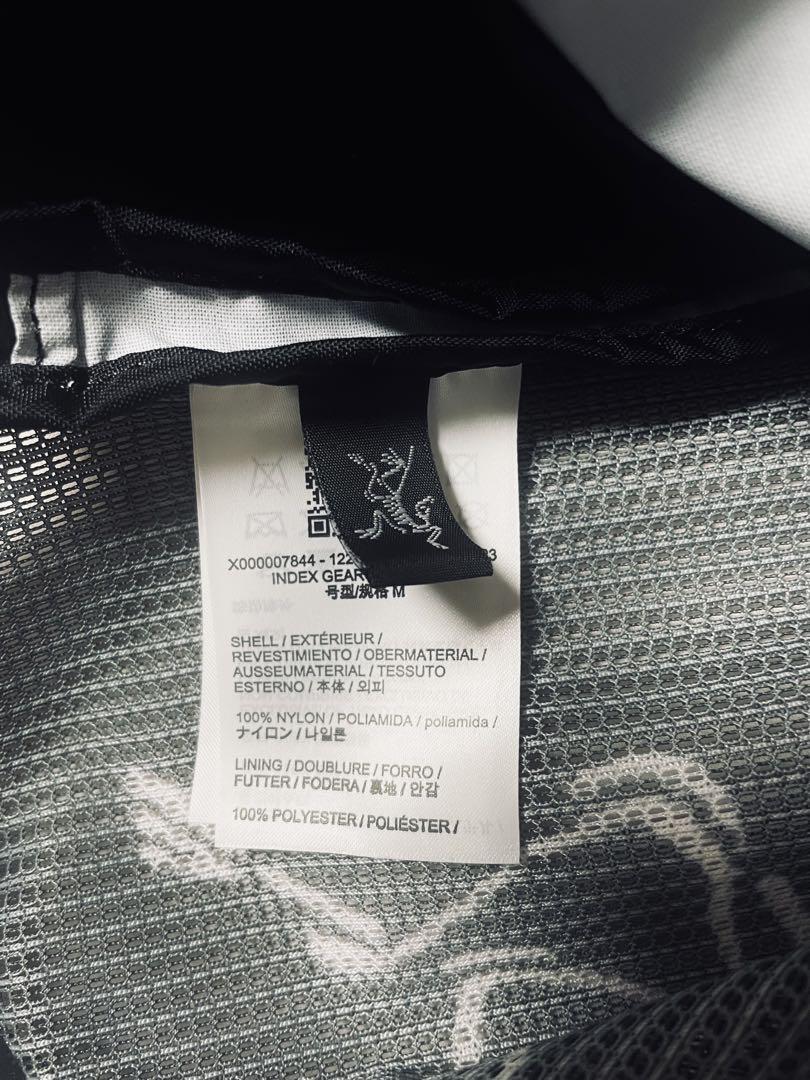 X000007844 - 122
INDEX GEAR
号型/规格 M
SHELL / EXTÉRIEUR /
REVESTIMIENTO / OBERMATERIAL /
AUSSEUMATERIAL / TESSUTO
ESTERNO / 本体 / 외피
100% NYLON / POLIAMIDA / poliamida /
ナイロン / 나일론
LINING / DOUBLURE / FORRO /
FUTTER / FODERA / 裏地 / 안감
100% POLYESTER / POLIÉSTER /